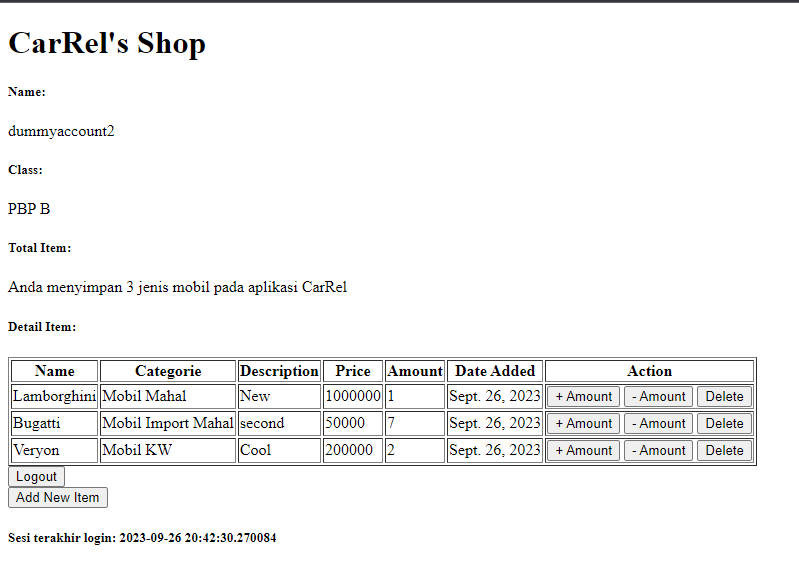 CarRel's Shop
Name:
dummyaccount2
Class:
PBP B
Total Item:
Anda menyimpan 3 jenis mobil pada aplikasi CarRel
Detail Item:
Name Categorie Description Price Amount Date Added Action
Lamborghini Mobil Mahal New 1000000 1 Sept. 26, 2023 + Amount - Amount Delete
Bugatti Mobil Import Mahal second 50000 7 Sept. 26, 2023 + Amount - Amount Delete
Veryon Mobil KW Cool 200000 2 Sept. 26, 2023 + Amount - Amount Delete
Logout
Add New Item
Sesi terakhir login: 2023-09-26 20:42:30.270084